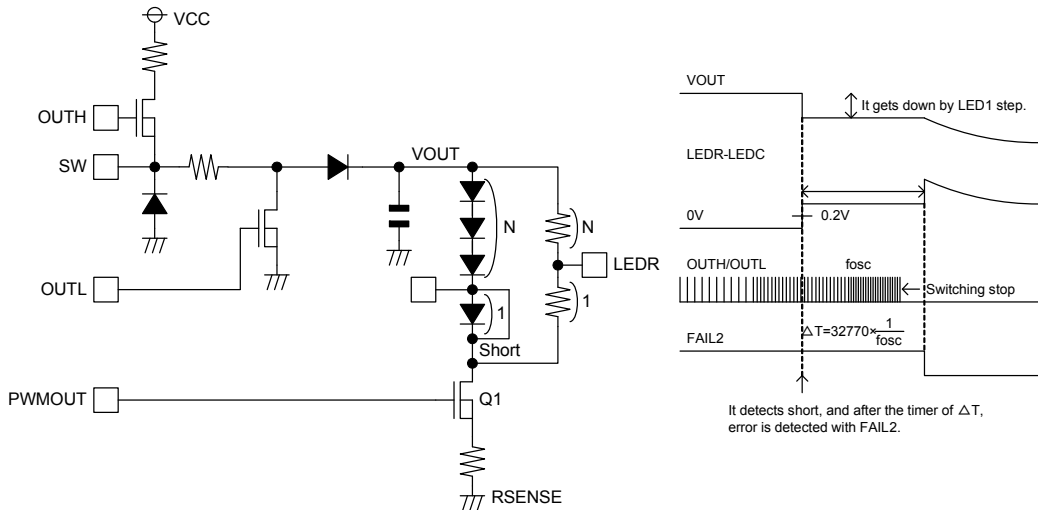 VCC
OUTH
SW
VOUT
N
N
LEDR
OUTL
1
1
Short
PWMOUT
Q1
RSENSE
VOUT
It gets down by LED1 step.
LEDR-LEDC
0V
0.2V
OUTH/OUTL
fosc
Switching stop
△T=32770×1/fosc
FAIL2
It detects short, and after the timer of △T,
error is detected with FAIL2.